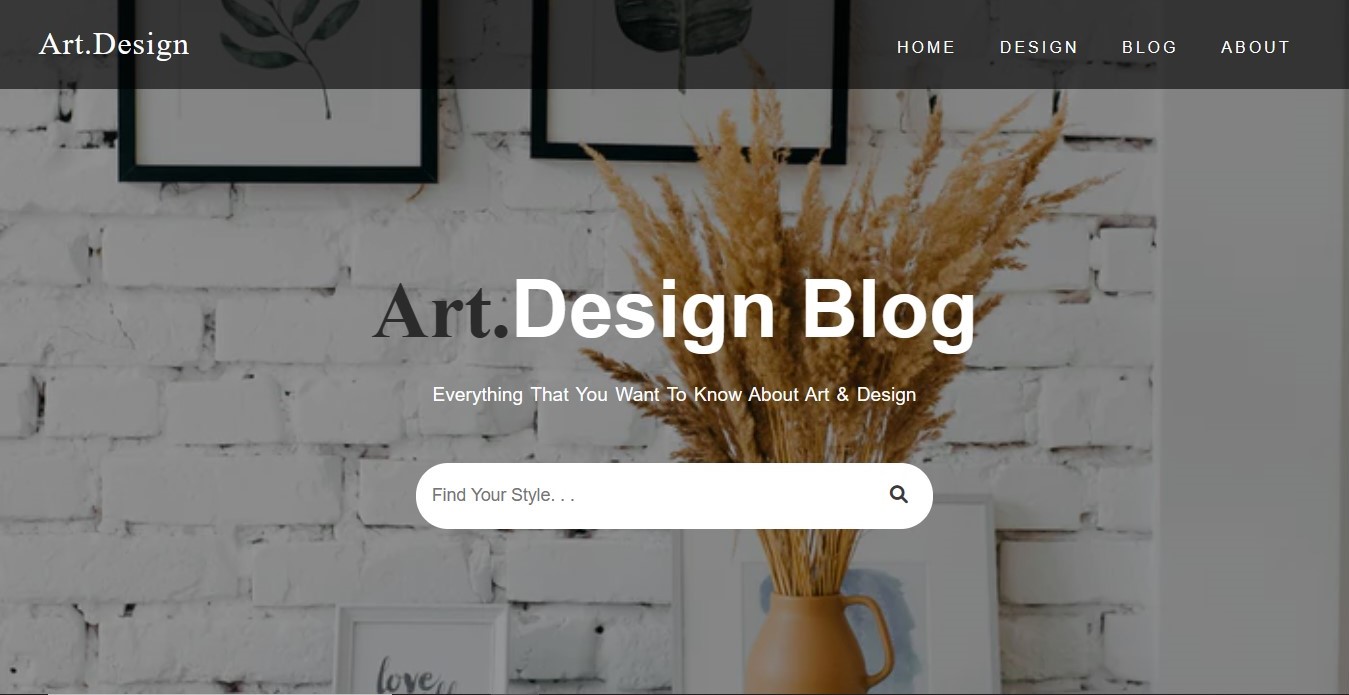 Art.Design
HOME DESIGN BLOG ABOUT
Art.Design Blog
Everything That You Want To Know About Art & Design
Find Your Style. . .
love